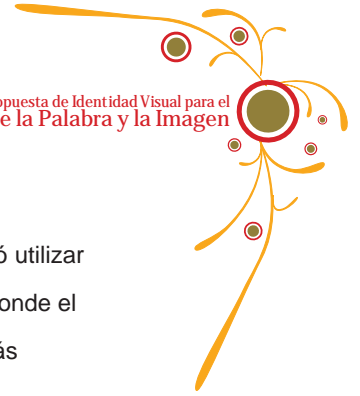 opuesta de Identidad Visual para el
e la Palabra y la Imagen
ó utilizar
onde el
ás